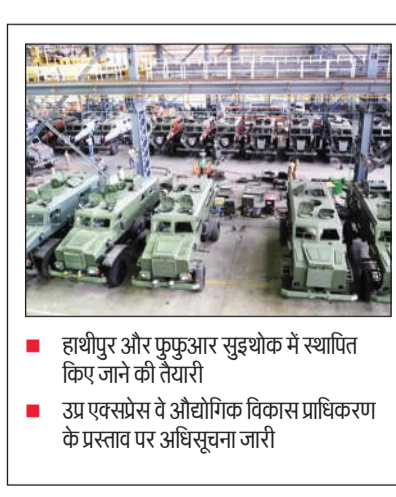 हाथीपुर और फुफुआर सुइथोक में स्थापित
किए जाने की तैयारी
उप्र एक्सप्रेस वे औद्योगिक विकास प्राधिकरण
के प्रस्ताव पर अधिसूचना जारी